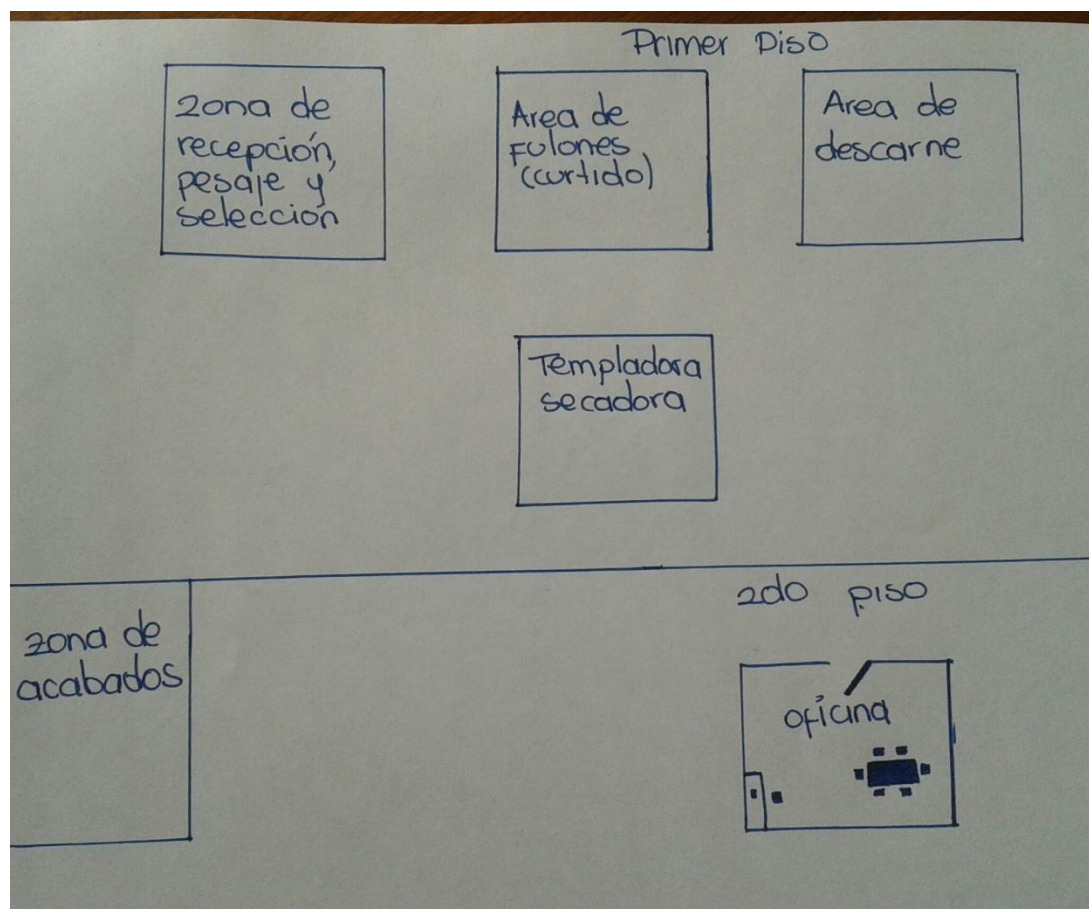 Primer Piso
zona de
recepción,
pesaje y
selección
Area de
Fulones
(curtido)
Area de
descarne
Templadora
secadora
2do piso
zona de
acabados
oficina